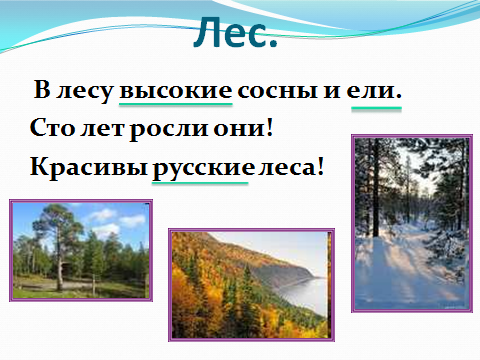 Лес.
В лесу высокие сосны и ели.
Сто лет росли они!
Красивы русские леса!